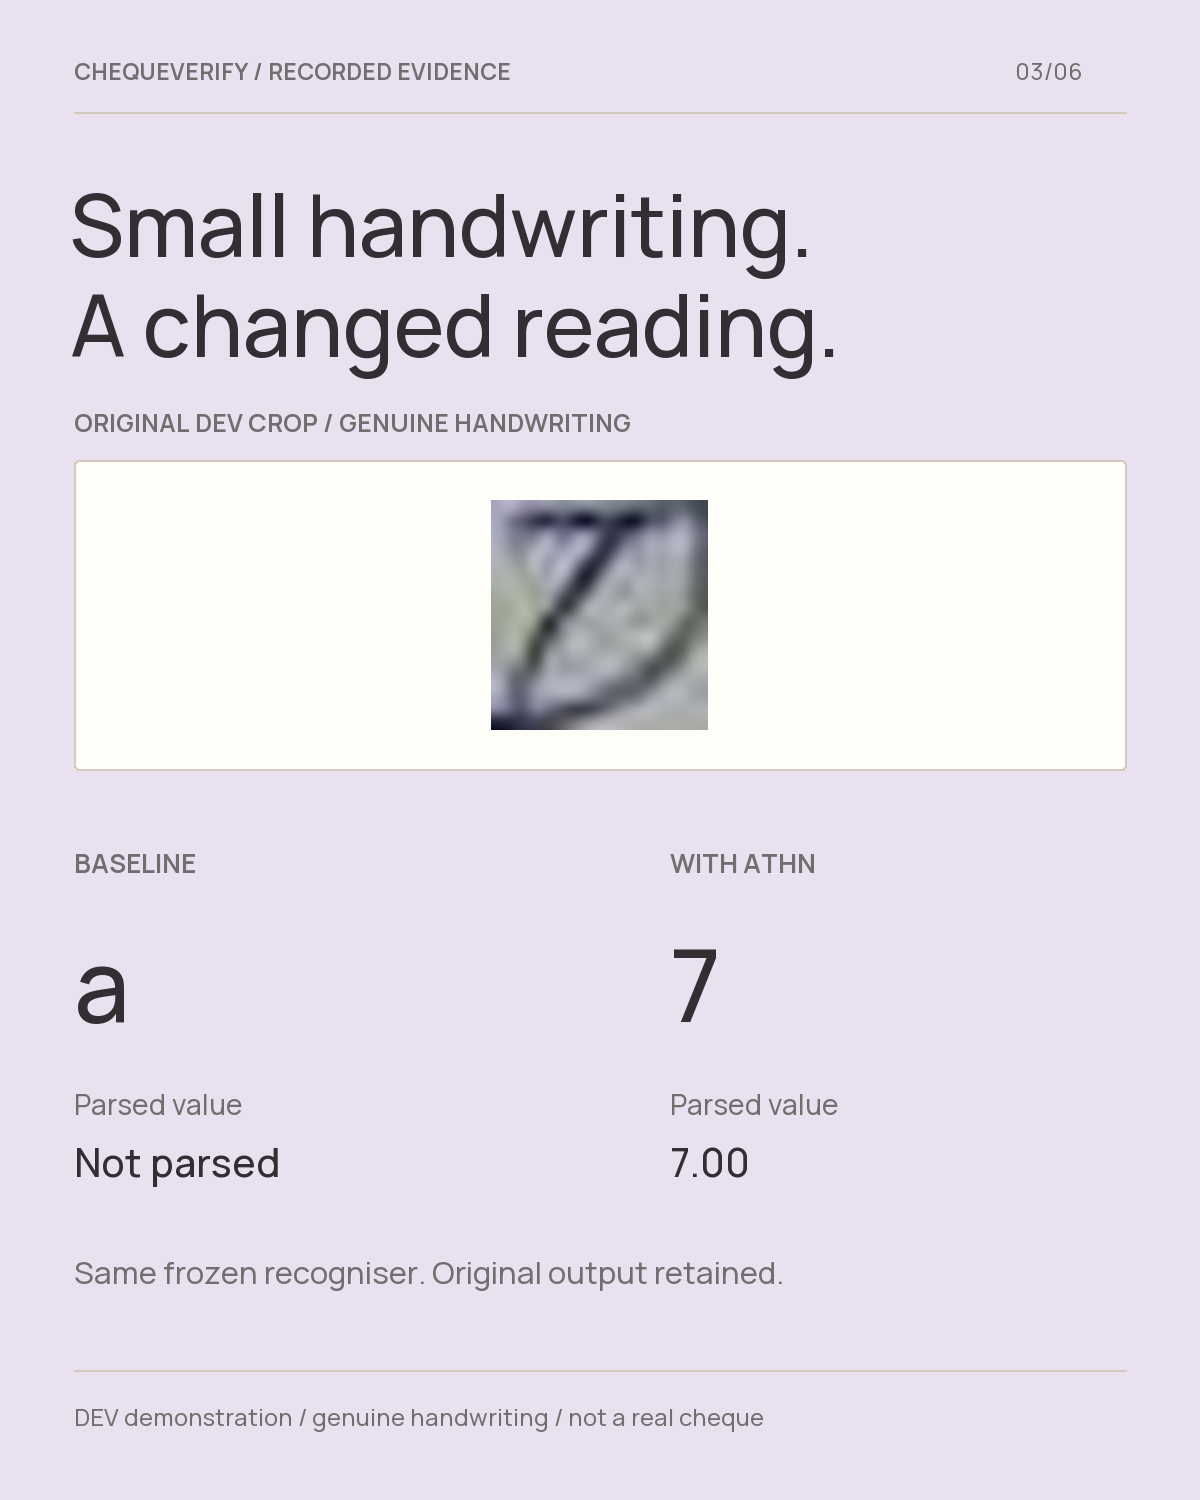 CHEQUEVERIFY / RECORDED EVIDENCE 03/06
Small handwriting.
A changed reading.
ORIGINAL DEV CROP / GENUINE HANDWRITING
7
BASELINE WITH ATHN
a 7
Parsed value Parsed value
Not parsed 7.00
Same frozen recogniser. Original output retained.
DEV demonstration / genuine handwriting / not a real cheque